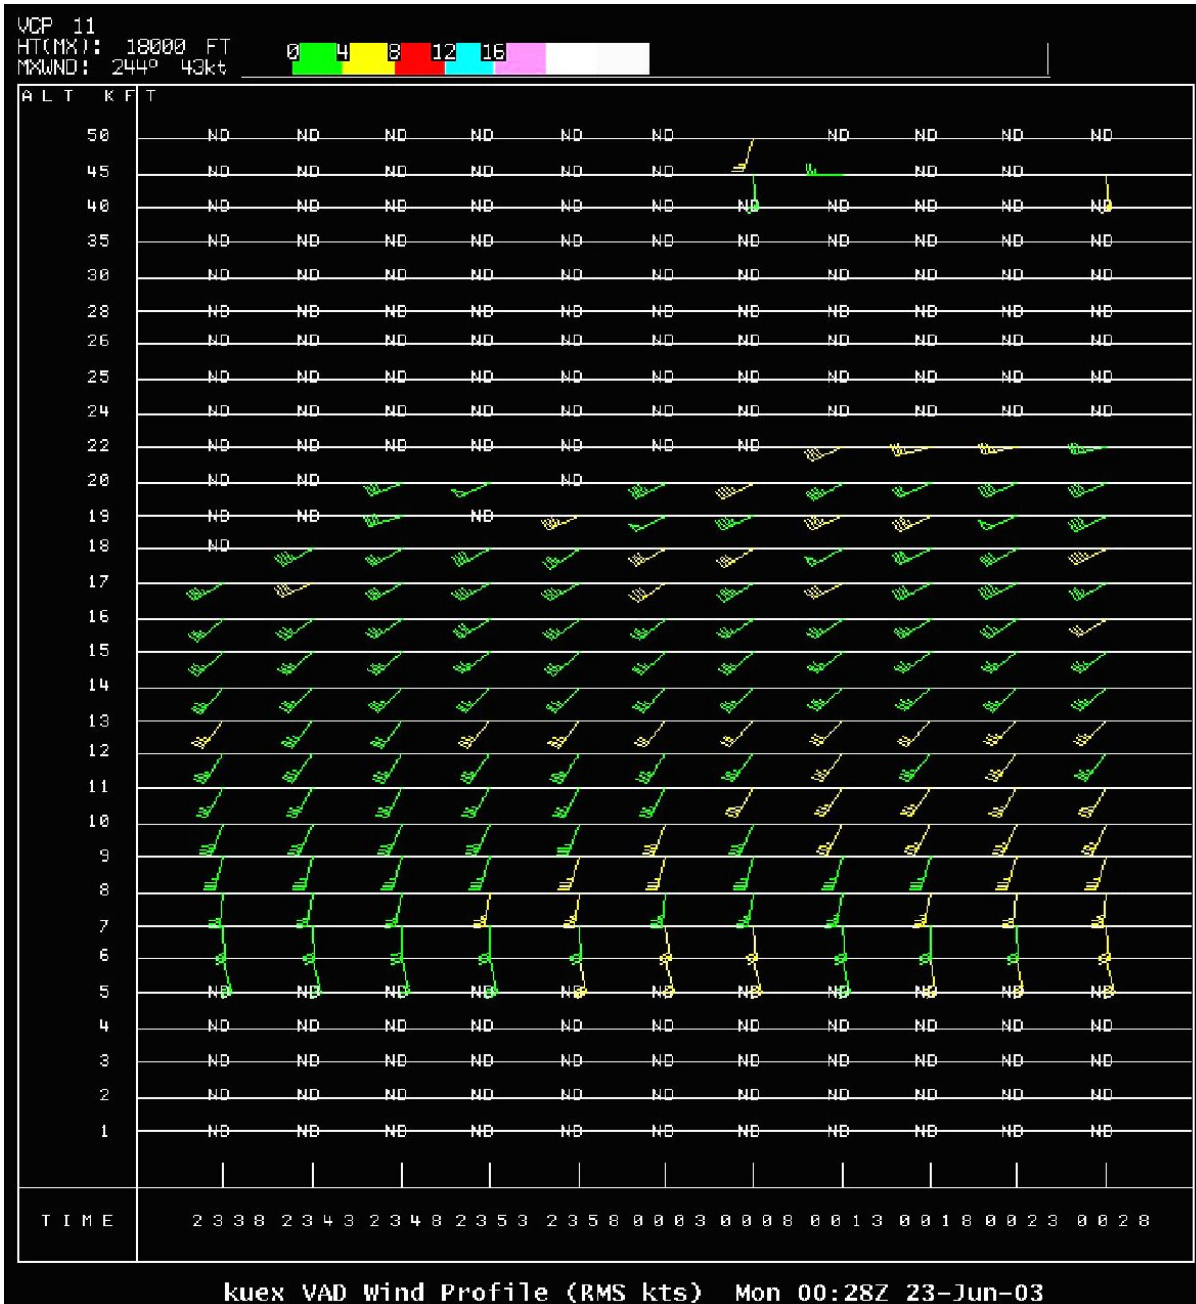 VCP 11
HT(MX): 18000 FT
MXWND: 244º 43kt
0 4 8 12 16
ALT KFT
50 ND ND ND ND ND ND ND ND ND ND
45 ND ND ND ND ND ND ND ND ND
40 ND ND ND ND ND ND ND ND ND ND ND
35 ND ND ND ND ND ND ND ND ND ND ND
30 ND ND ND ND ND ND ND ND ND ND ND
28 ND ND ND ND ND ND ND ND ND ND ND
26 ND ND ND ND ND ND ND ND ND ND ND
25 ND ND ND ND ND ND ND ND ND ND ND
24 ND ND ND ND ND ND ND ND ND ND ND
22 ND ND ND ND ND ND ND
20 ND ND ND
19 ND ND ND
18 ND
17
16
15
14
13
12
11
10
9
8
7
6
5 ND ND ND ND ND ND ND ND ND ND ND
4 ND ND ND ND ND ND ND ND ND ND ND
3 ND ND ND ND ND ND ND ND ND ND ND
2 ND ND ND ND ND ND ND ND ND ND ND
1 ND ND ND ND ND ND ND ND ND ND ND
TIME 2338 2343 2348 2353 2358 0003 0008 0013 0018 0023 0028
kuex VAD Wind Profile (RMS kts) Mon 00:28Z 23-Jun-03